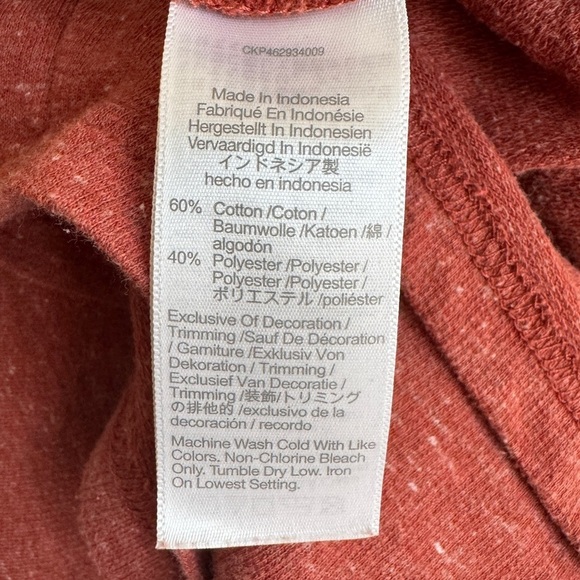 CKP462934009
Made In Indonesia
Fabriqué En Indonésie
Hergestellt In Indonesien
Vervaardigd In Indonesië
インドネシア製
hecho en indonesia
60% Cotton /Coton /
Baumwolle /Katoen /綿 /
algodón
40% Polyester /Polyester /
Polyester /Polyester /
ポリエステル /poliéster
Exclusive Of Decoration /
Trimming /Sauf De Décoration
/ Garniture /Exklusiv Von
Dekoration / Trimming /
Exclusief Van Decoratie /
Trimming /装飾/トリミング
の排他的 /exclusivo de la
decoración / recordo
Machine Wash Cold With Like
Colors. Non-Chlorine Bleach
Only. Tumble Dry Low. Iron
On Lowest Setting.